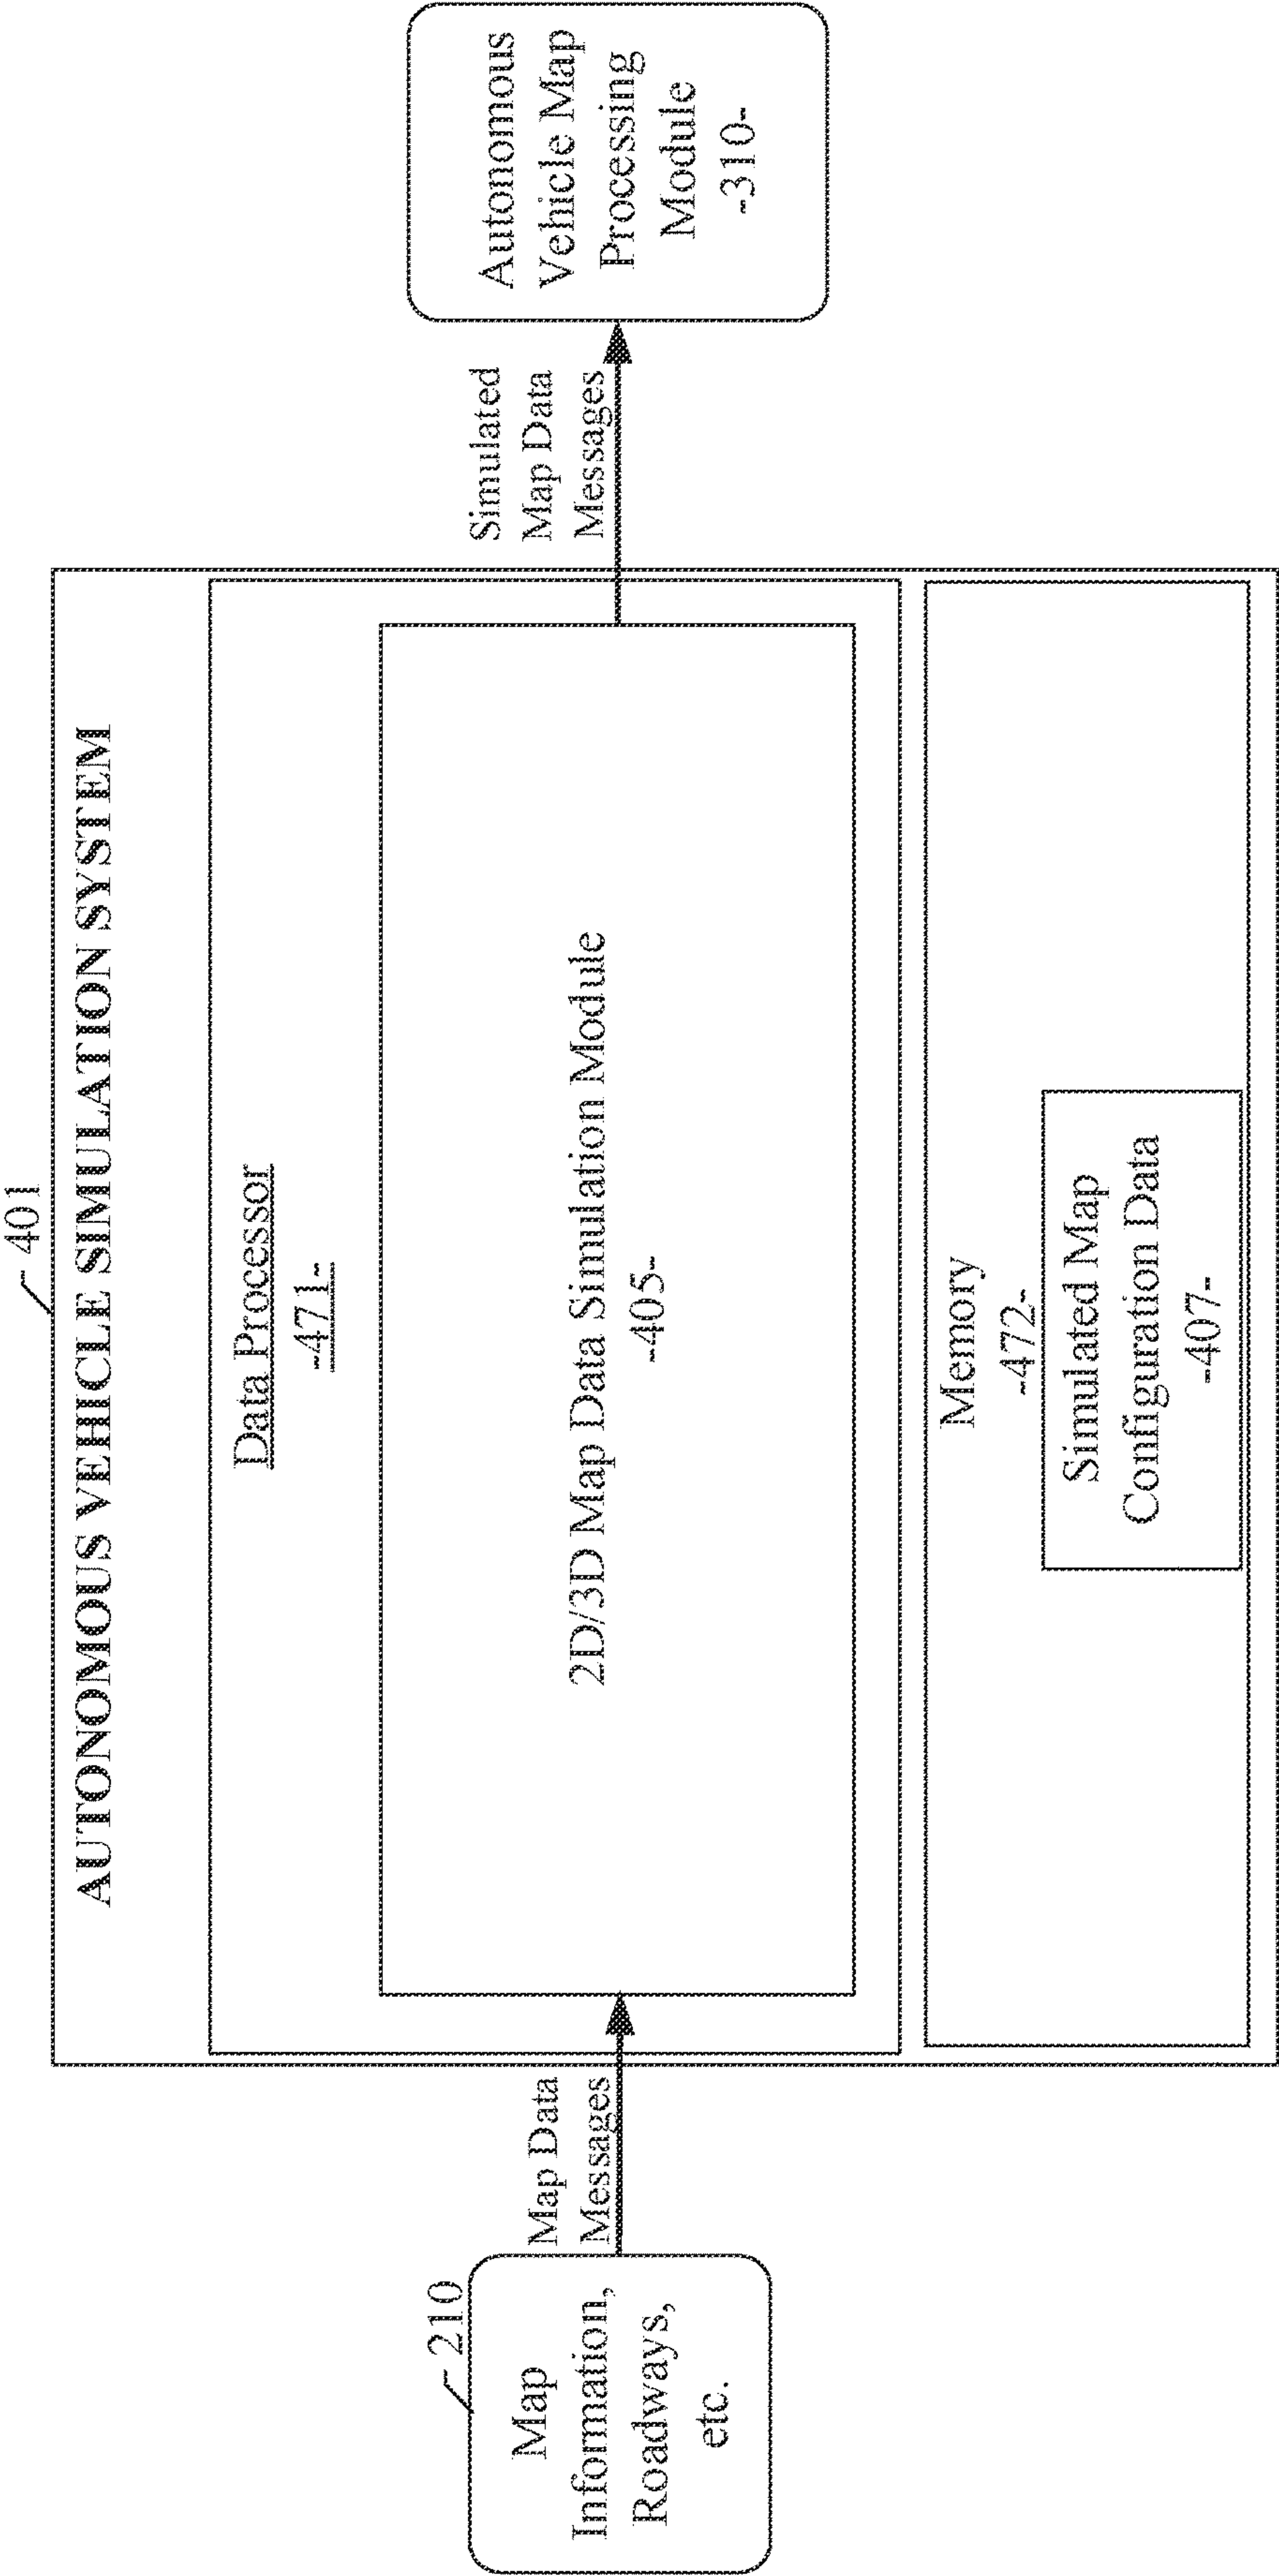 401
AUTONOMOUS VEHICLE SIMULATION SYSTEM
Data Processor
-471-
210
Map
Information,
Roadways,
etc.
Map Data
Messages
2D/3D Map Data Simulation Module
-405-
Simulated
Map Data
Messages
Autonomous
Vehicle Map
Processing
Module
-310-
Memory
-472-
Simulated Map
Configuration Data
-407-